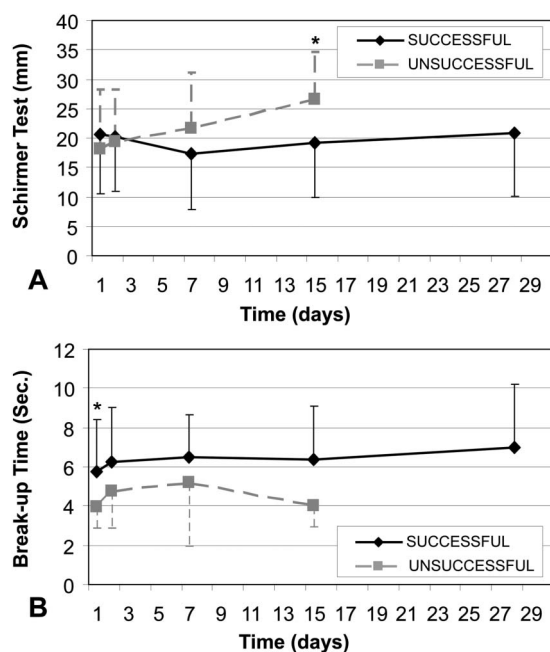 40
35
30
25
20
15
10
5
0
Schirmer Test (mm)
*
SUCCESSFUL
UNSUCCESSFUL
1 3 5 7 9 11 13 15 17 19 21 23 25 27 29
A
Time (days)
12
10
8
6
4
2
0
Break-up Time (Sec.)
*
SUCCESSFUL
UNSUCCESSFUL
1 3 5 7 9 11 13 15 17 19 21 23 25 27 29
B
Time (days)